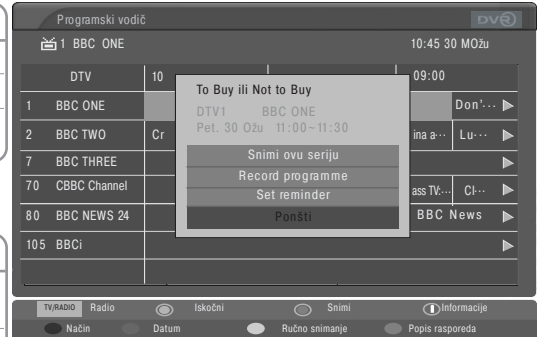 Programski vodič
DVR
1 BBC ONE
10:45 30 MOžu
DTV 10 09:00
To Buy ili Not to Buy
DTV1 BBC ONE
Pet. 30 Ožu 11:00~11:30
Snimi ovu seriju
Record programme
Set reminder
Ponšti
1 BBC ONE Don'...
2 BBC TWO Cr ina a... Lu...
7 BBC THREE
70 CBBC Channel ass TV:... Cl...
80 BBC NEWS 24 BBC News
105 BBCi
TV/RADIO Radio Iskočni Snimi Informacije
Način Datum Ručno snimanje Popis rasporeda